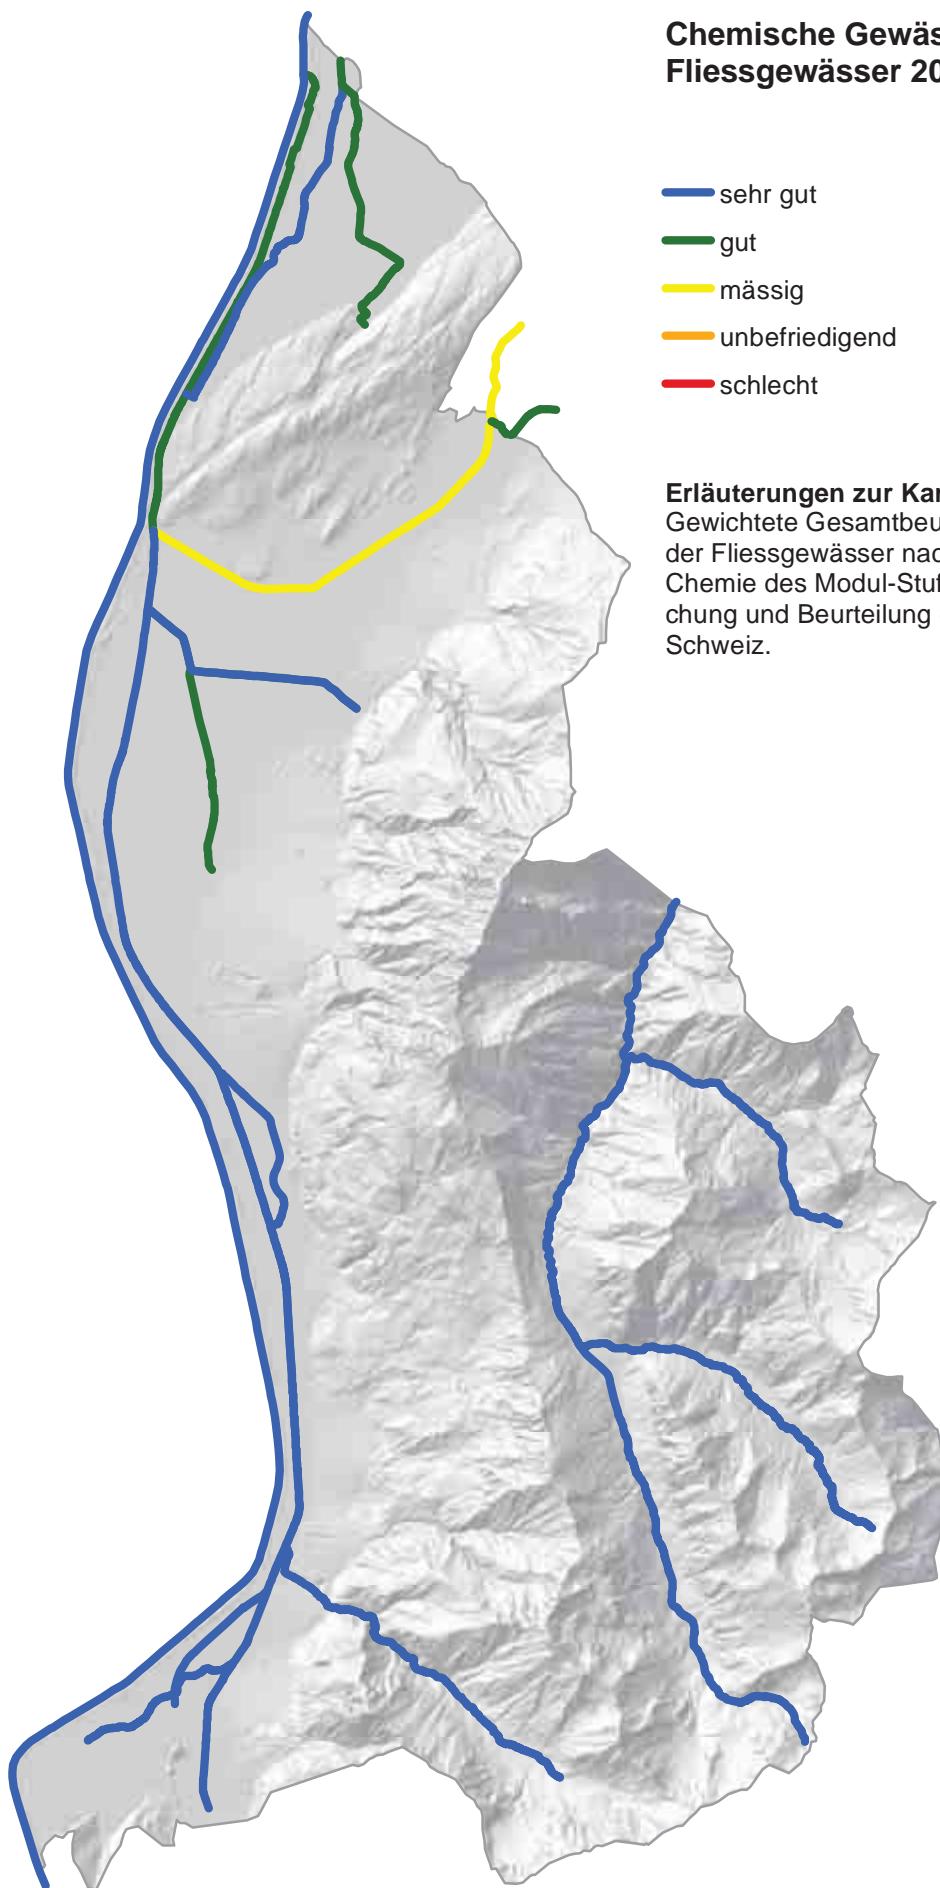 Chemische Gewäs
Fliessgewässer 20
sehr gut
gut
mässig
unbefriedigend
schlecht
Erläuterungen zur Kar
Gewichtete Gesamtbeu
der Fliessgewässer nac
Chemie des Modul-Stuf
chung und Beurteilung
Schweiz.